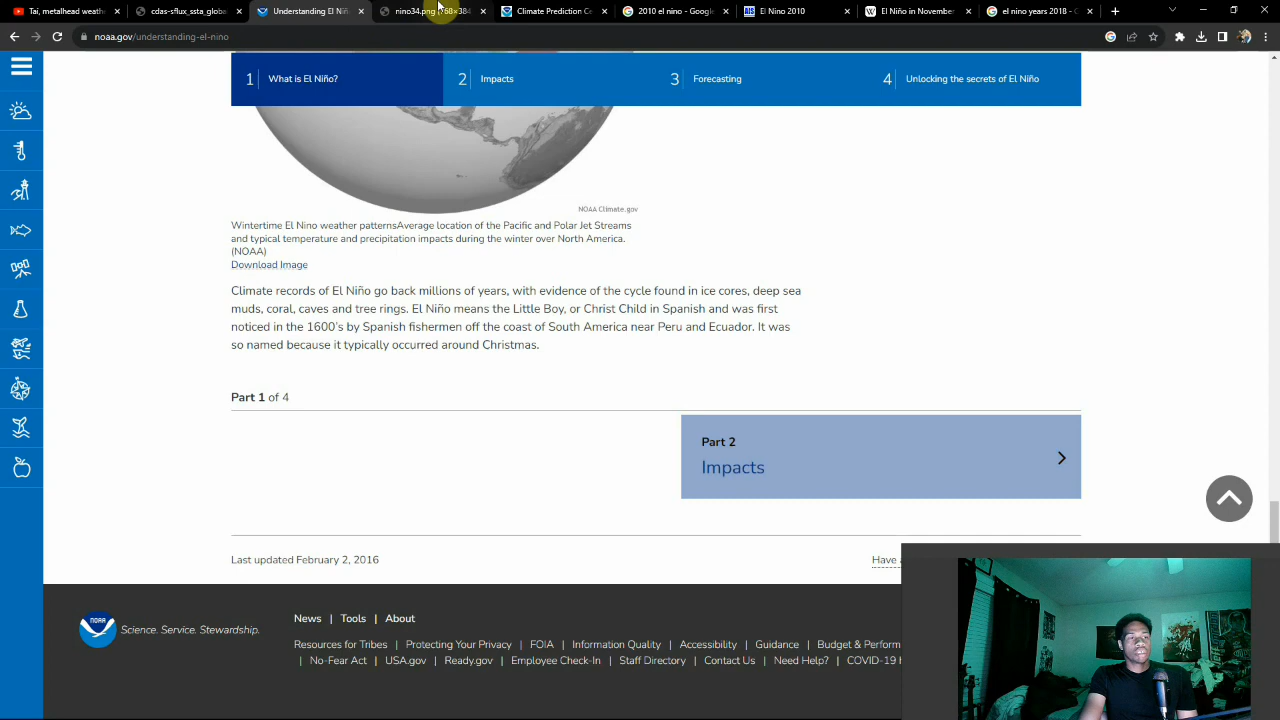 Tai, metalhead weathe
cdas-sflux_ssta_global
Understanding El Niñ
nino34.png (768×384
Climate Prediction Ce
2010 el nino - Google
El Nino 2010
El Niño in November
el nino years 2018 -
noaa.gov/understanding-el-nino
1 What is El Niño?
2 Impacts
3 Forecasting
4 Unlocking the secrets of El Niño
NOAA Climate.gov
Wintertime El Nino weather patternsAverage location of the Pacific and Polar Jet Streams
and typical temperature and precipitation impacts during the winter over North America.
(NOAA)
Download Image
Climate records of El Niño go back millions of years, with evidence of the cycle found in ice cores, deep sea
muds, coral, caves and tree rings. El Niño means the Little Boy, or Christ Child in Spanish and was first
noticed in the 1600's by Spanish fishermen off the coast of South America near Peru and Ecuador. It was
so named because it typically occurred around Christmas.
Part 1 of 4
Part 2
Impacts
Last updated February 2, 2016
Have
NOAA
Science. Service. Stewardship.
News | Tools | About
Resources for Tribes | Protecting Your Privacy | FOIA | Information Quality | Accessibility | Guidance | Budget & Perform
| No-Fear Act | USA.gov | Ready.gov | Employee Check-In | Staff Directory | Contact Us | Need Help? | COVID-19